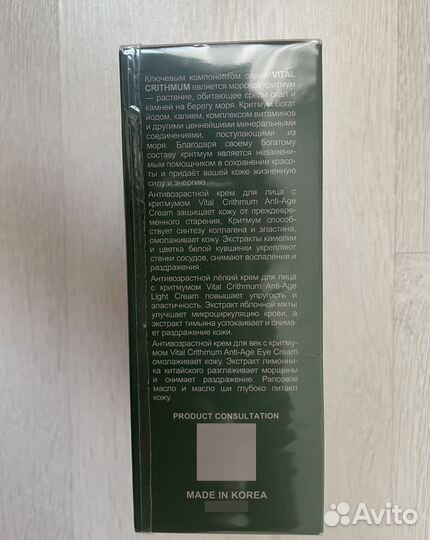 Ключевым компонентом серии VITAL
CRITHMUM является морской критмум
— растение, обитающее среди скал и
камней на берегу моря. Критмум богат
йодом, калием, комплексом витаминов
и другими ценнейшими минеральными
соединениями, поступающими из
моря. Благодаря своему богатому
составу критмум является незамени-
мым помощником в сохранении красо-
ты и придаёт вашей коже жизненную
силу и энергию.
Антивозрастной крем для лица с
критмумом Vital Crithmum Anti-Age
Cream защищает кожу от преждевре-
менного старения, Критмум способ-
ствует синтезу коллагена и эластина,
омолаживает кожу. Экстракты камелии
и цветка белой кувшинки укрепляют
стенки сосудов, снимают воспаления и
раздражения.
Антивозрастной лёгкий крем для лица
с критмумом Vital Crithmum Anti-Age
Light Cream повышает упругость и
эластичность. Экстракт яблочной мяты
улучшает микроциркуляцию крови, а
экстракт тимьяна успокаивает и снима-
ет раздражение кожи.
Антивозрастной крем для век с критму-
мом Vital Crithmum Anti-Age Eye Cream
омолаживает кожу. Экстракт лимонни-
ка китайского разглаживает морщины
и снимает раздражение. Рапсовое
масло и масло ши глубоко питают
кожу.
PRODUCT CONSULTATION
MADE IN KOREA
Avito